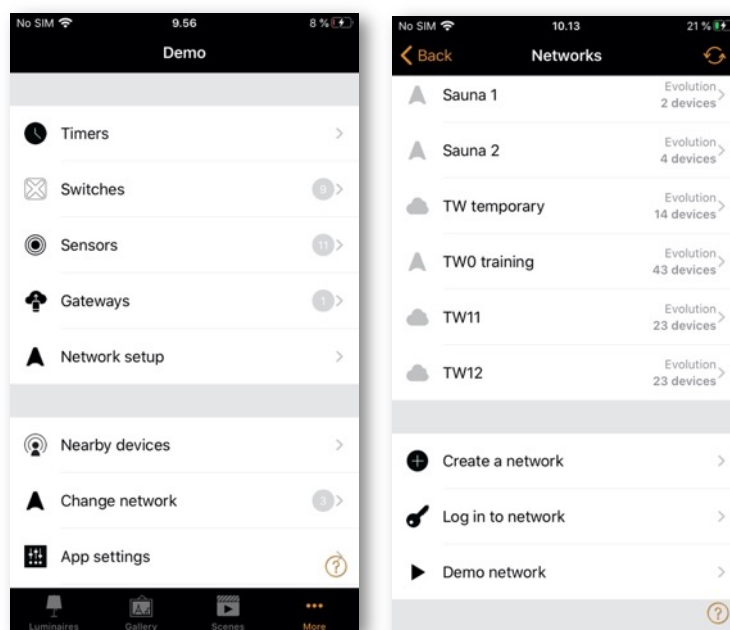 No SIM 9.56 8 %
Demo
Timers
Switches 9
Sensors 11
Gateways 1
Network setup
Nearby devices
Change network 3
App settings
?
Luminaires Gallery Scenes More
No SIM 10.13 21 %
Back Networks
Sauna 1 Evolution
2 devices
Sauna 2 Evolution
4 devices
TW temporary Evolution
14 devices
TW0 training Evolution
43 devices
TW11 Evolution
23 devices
TW12 Evolution
23 devices
Create a network
Log in to network
Demo network
?